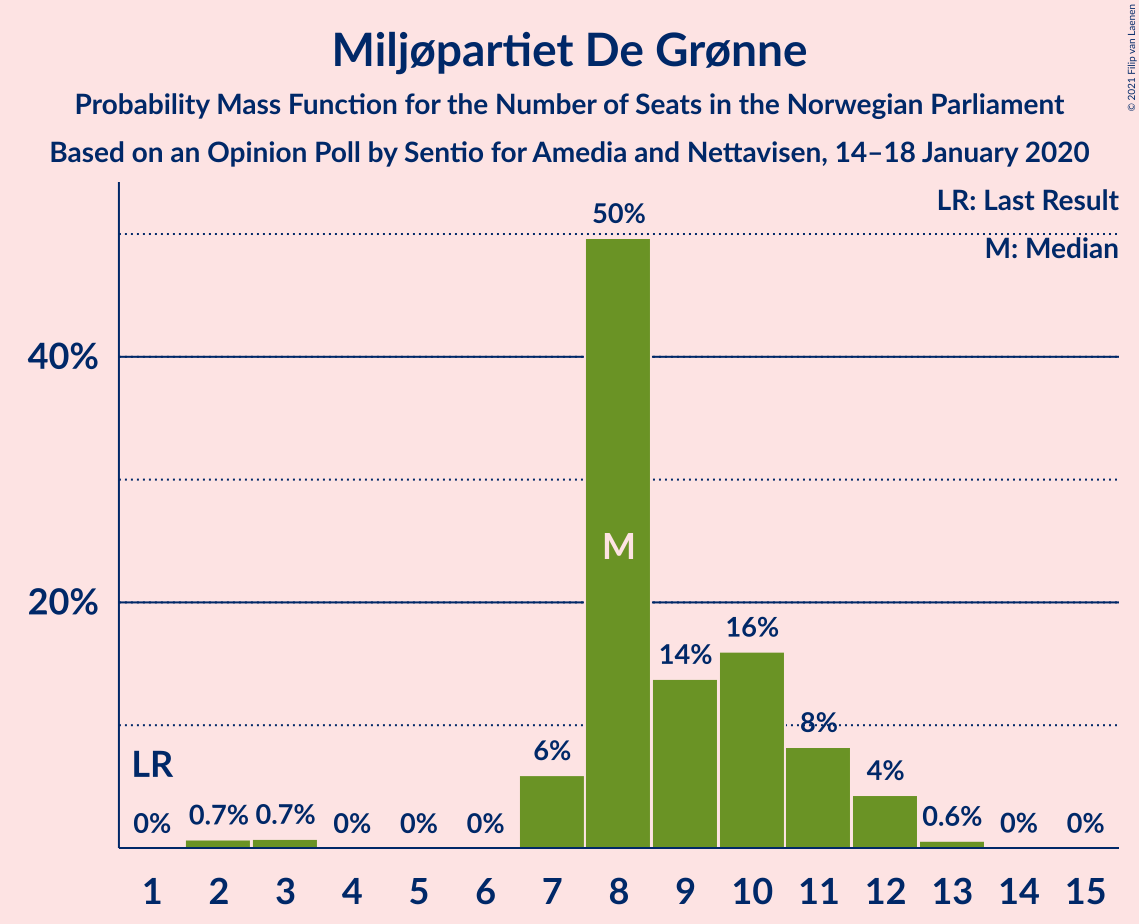 Miljøpartiet De Grønne
Probability Mass Function for the Number of Seats in the Norwegian Parliament
Based on an Opinion Poll by Sentio for Amedia and Nettavisen, 14–18 January 2020
© 2021 Filip van Laenen
LR: Last Result
M: Median
50%
40%
M
20%
16%
14%
8%
6%
LR
4%
0% 0.7% 0.7% 0% 0% 0% 0.6% 0% 0%
1 2 3 4 5 6 7 8 9 10 11 12 13 14 15